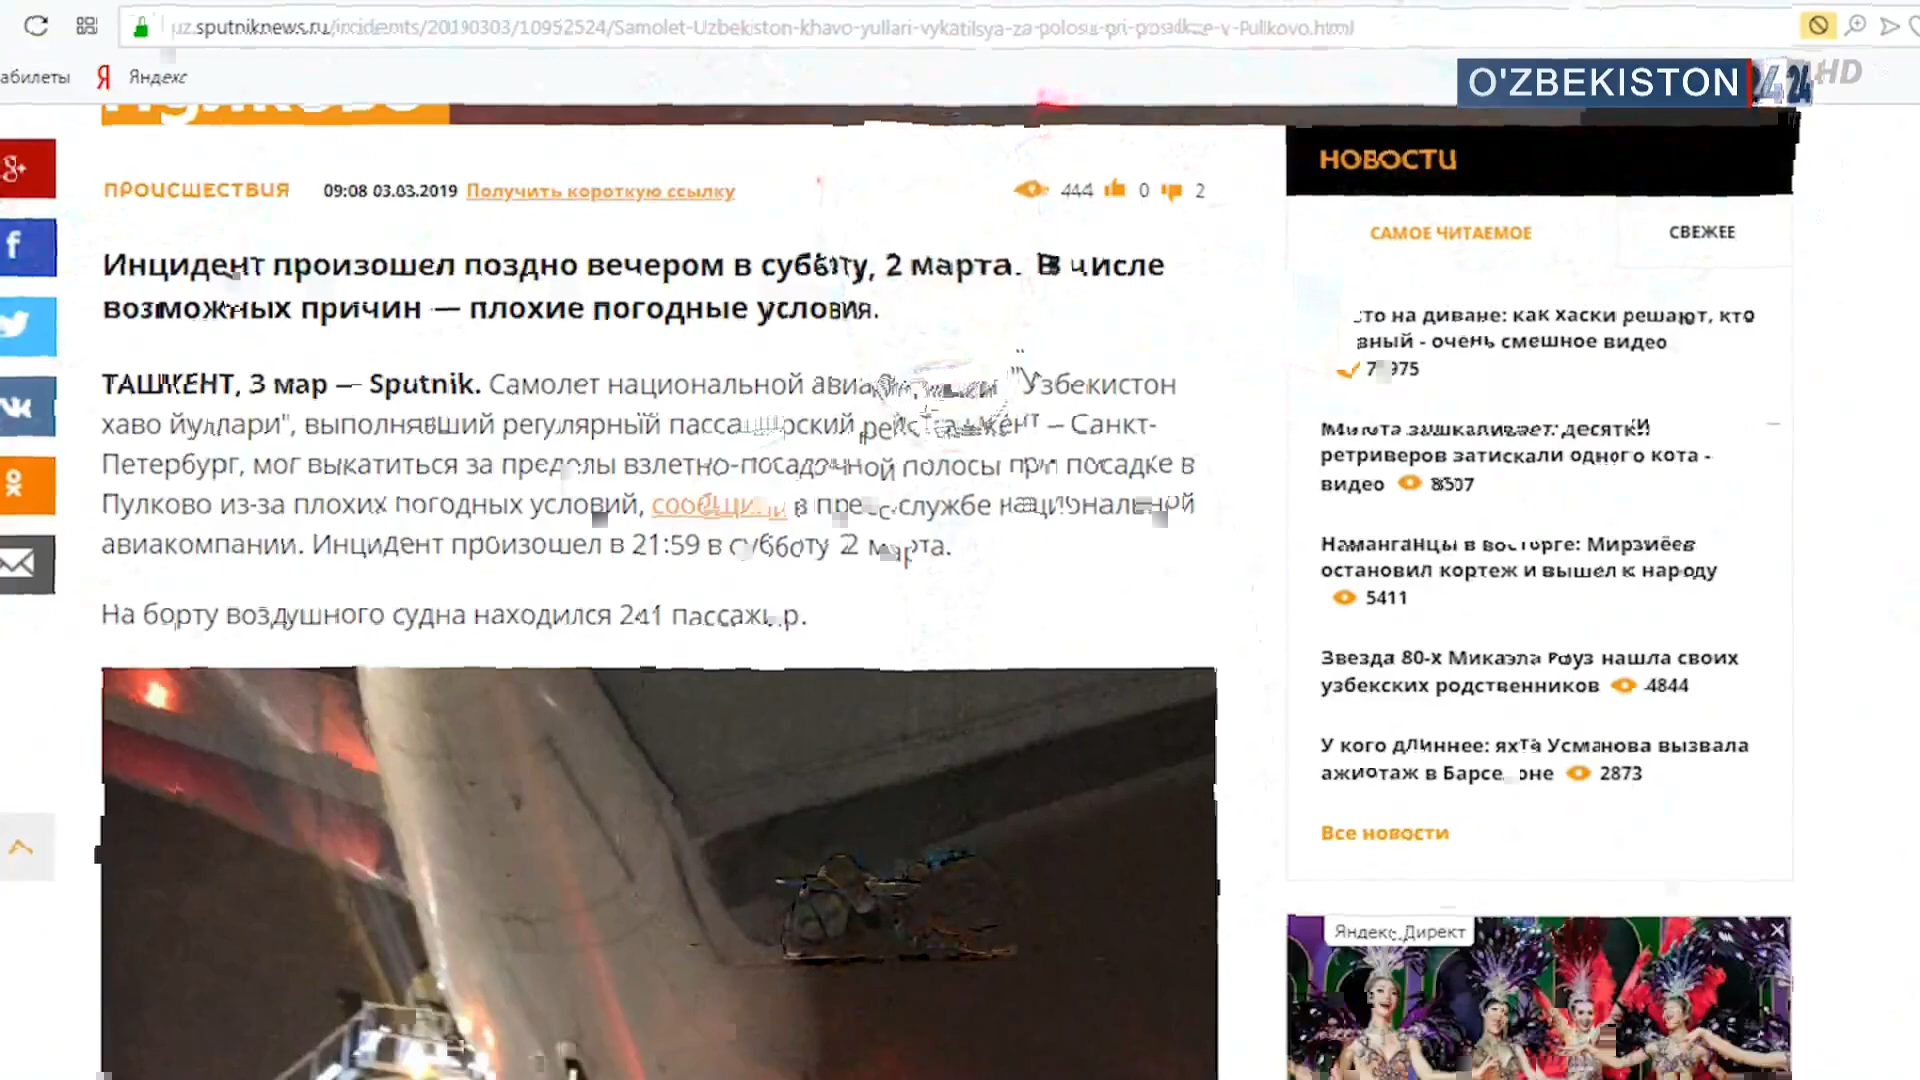 uz.sputniknews.ru/incidents/20190303/10952524/Samolet-Uzbekiston-khavo-yullari-vykatilsya-za-polosu-pri-posadke-v-Pulkovo.html
абилеты Яндекс
O'ZBEKISTON 24 HD
ПРОИСШЕСТВИЯ 09:08 03.03.2019 Получить короткую ссылку 444 0 2
Инцидент произошел поздно вечером в субботу, 2 марта. В числе
возможных причин — плохие погодные условия.
ТАШКЕНТ, 3 мар — Sputnik. Самолет национальной "Узбекистон
хаво йуллари", выполнявший регулярный пассажирский рейс Ташкент – Санкт-
Петербург, мог выкатиться за пределы взлетно-посадочной полосы при посадке в
Пулково из-за плохих погодных условий, сообщили в пресс-службе национальной
авиакомпании. Инцидент произошел в 21:59 в субботу 2 марта.
На борту воздушного судна находился 241 пассажир.
НОВОСТИ
САМОЕ ЧИТАЕМОЕ СВЕЖЕЕ
на диване: как хаски решают, кто
очень смешное видео
зашкаливает: десятки
ретриверов затискали одного кота -
видео 8507
Наманганцы в восторге: Мирзиёев
остановил кортеж и вышел к народу
5411
Звезда 80-х Микаэла Роуз нашла своих
узбекских родственников 4844
У кого длиннее: яхта Усманова вызвала
ажиотаж в Барселоне 2873
Все новости
Яндекс.Директ